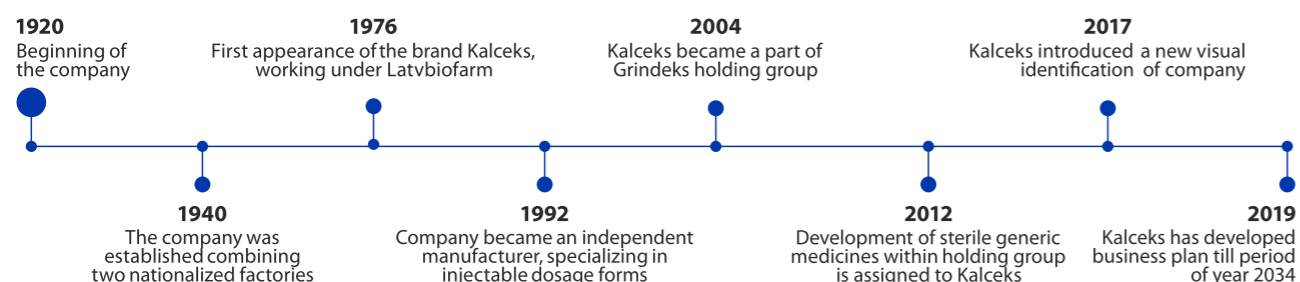 1920
Beginning of
the company
1976
First appearance of the brand Kalceks,
working under Latvbiofarm
2004
Kalceks became a part of
Grindeks holding group
2017
Kalceks introduced a new visual
identification of company
1940
The company was
established combining
two nationalized factories
1992
Company became an independent
manufacturer, specializing in
injectable dosage forms
2012
Development of sterile generic
medicines within holding group
is assigned to Kalceks
2019
Kalceks has developed
business plan till period
of year 2034